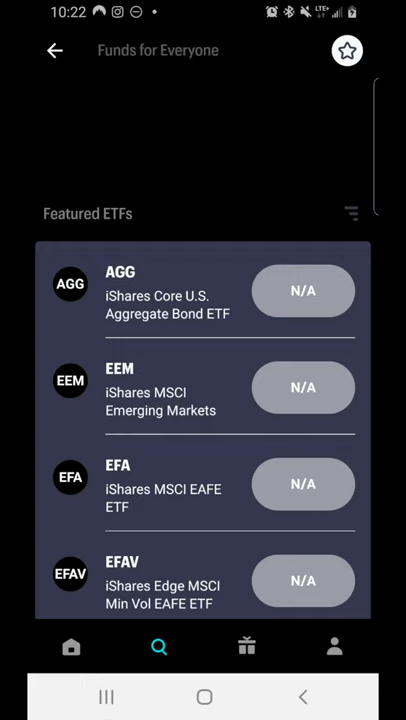 10:22
LTE+
Funds for Everyone
Featured ETFs
AGG
AGG
iShares Core U.S.
Aggregate Bond ETF
N/A
EEM
EEM
iShares MSCI
Emerging Markets
N/A
EFA
EFA
iShares MSCI EAFE
ETF
N/A
EFAV
EFAV
iShares Edge MSCI
Min Vol EAFE ETF
N/A